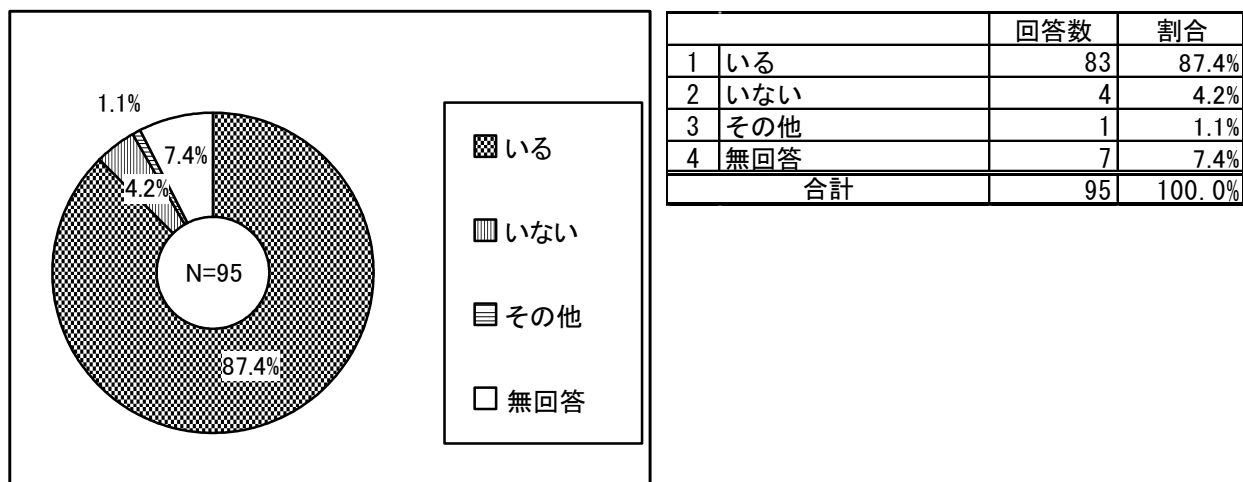 1.1%
7.4%
4.2%
N=95
87.4%
いる
いない
その他
無回答
回答数 割合
1 いる 83 87.4%
2 いない 4 4.2%
3 その他 1 1.1%
4 無回答 7 7.4%
合計 95 100.0%